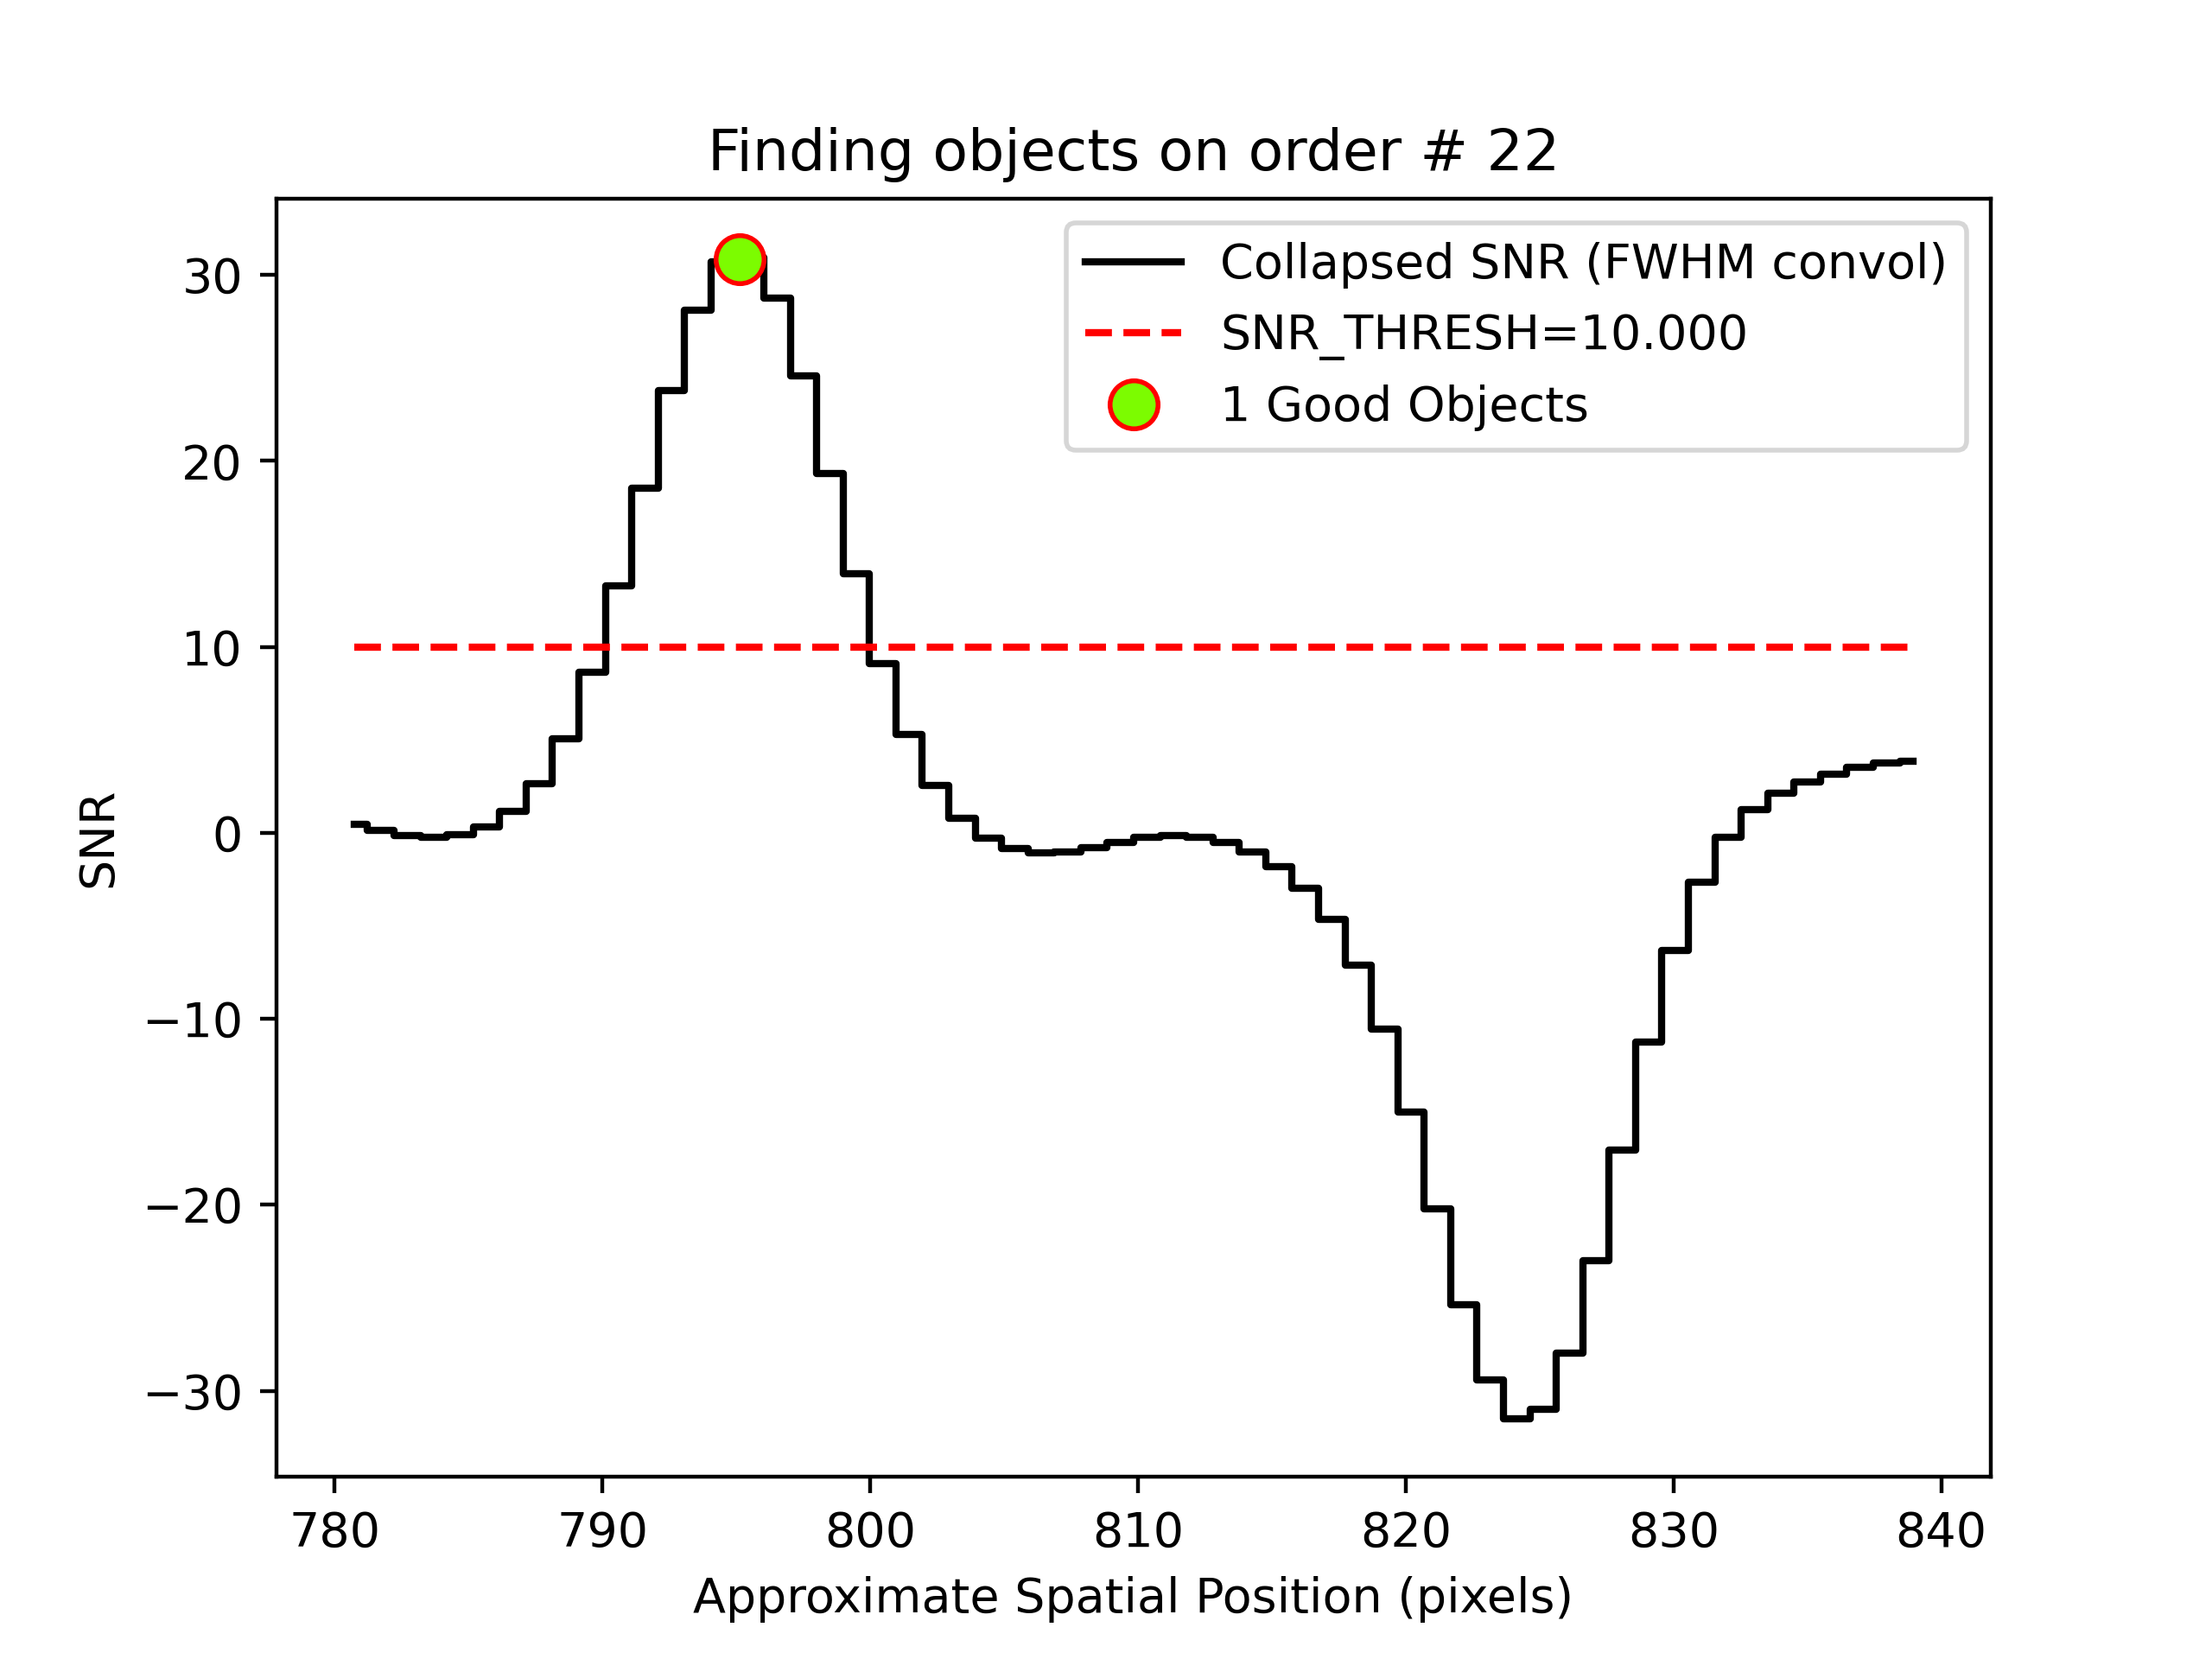 Finding objects on order # 22
Collapsed SNR (FWHM convol)
SNR_THRESH=10.000
1 Good Objects
SNR
30
20
10
0
−10
−20
−30
780 790 800 810 820 830 840
Approximate Spatial Position (pixels)